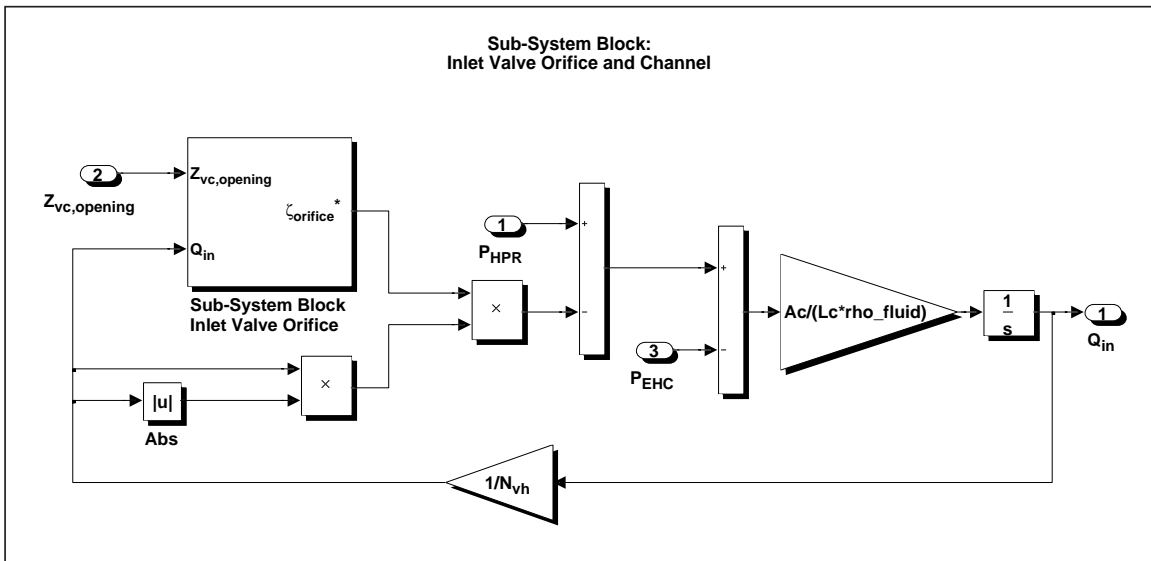 Sub-System Block:
Inlet Valve Orifice and Channel
2
Z_vc,opening
Z_vc,opening
ζ_orifice*
Q_in
Sub-System Block
Inlet Valve Orifice
1
P_HPR
+
−
×
×
|u|
Abs
3
P_EHC
+
−
Ac/(Lc*rho_fluid)
1
s
1
Q_in
1/N_vh